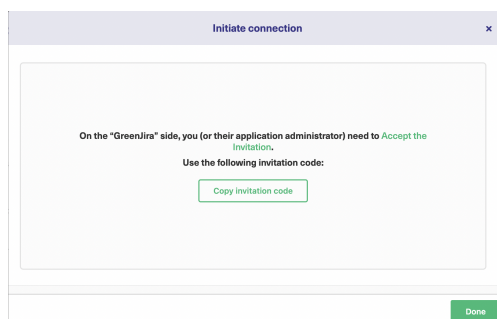 Initiate connection ×
On the “GreenJira” side, you (or their application administrator) need to Accept the
Invitation.
Use the following invitation code:
Copy invitation code
Done